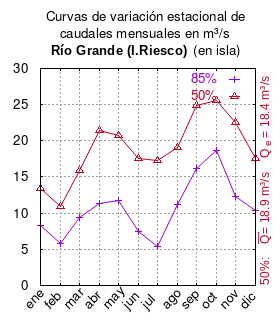 Curvas de variación estacional de
caudales mensuales en m³/s
Río Grande (I.Riesco) (en isla)
30
25
20
15
10
5
0
85%
50%
ene
feb
mar
abr
may
jun
jul
ago
sep
oct
nov
dic
50%: Q= 18.9 m³/s Qe = 18.4 m³/s